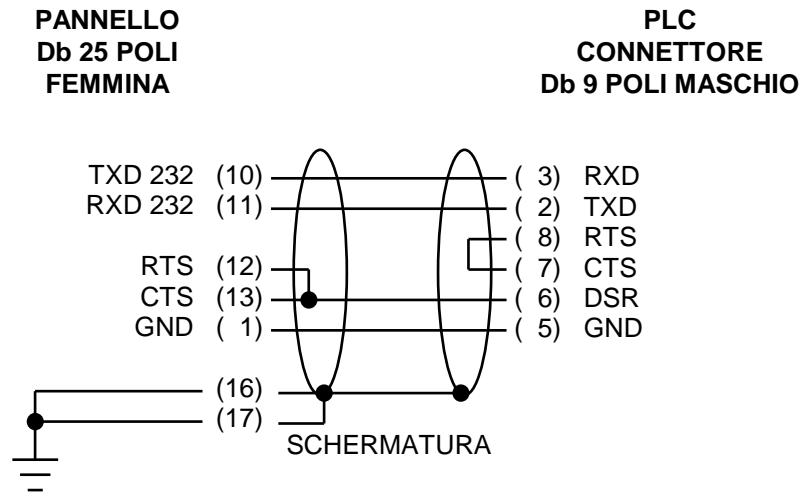 PANNELLO
Db 25 POLI
FEMMINA
PLC
CONNETTORE
Db 9 POLI MASCHIO
TXD 232 (10) ( 3) RXD
RXD 232 (11) ( 2) TXD
( 8) RTS
RTS (12) ( 7) CTS
CTS (13) ( 6) DSR
GND ( 1) ( 5) GND
(16)
(17)
SCHERMATURA